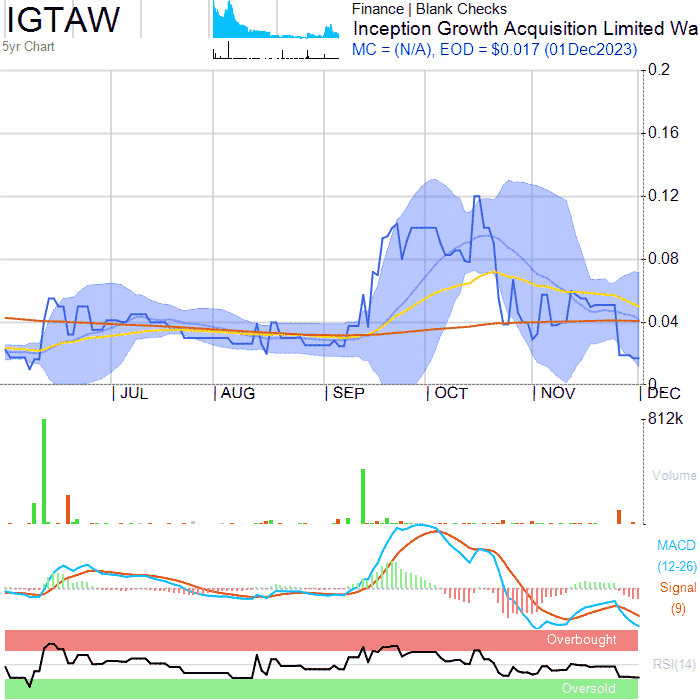 IGTAW
5yr Chart
Finance | Blank Checks
Inception Growth Acquisition Limited Wa
MC = (N/A), EOD = $0.017 (01Dec2023)
0.2
0.16
0.12
0.08
0.04
0
JUL AUG SEP OCT NOV DEC
812k
Volume
MACD
(12-26)
Signal
(9)
Overbought
RSI(14)
Oversold